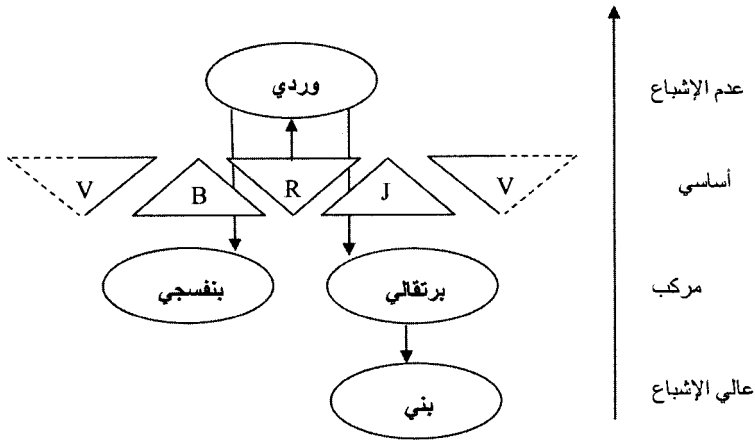 وردي
عدم الإشباع
V
B
R
J
V
أساسي
بنفسجي
برتقالي
مركب
بني
عالي الإشباع